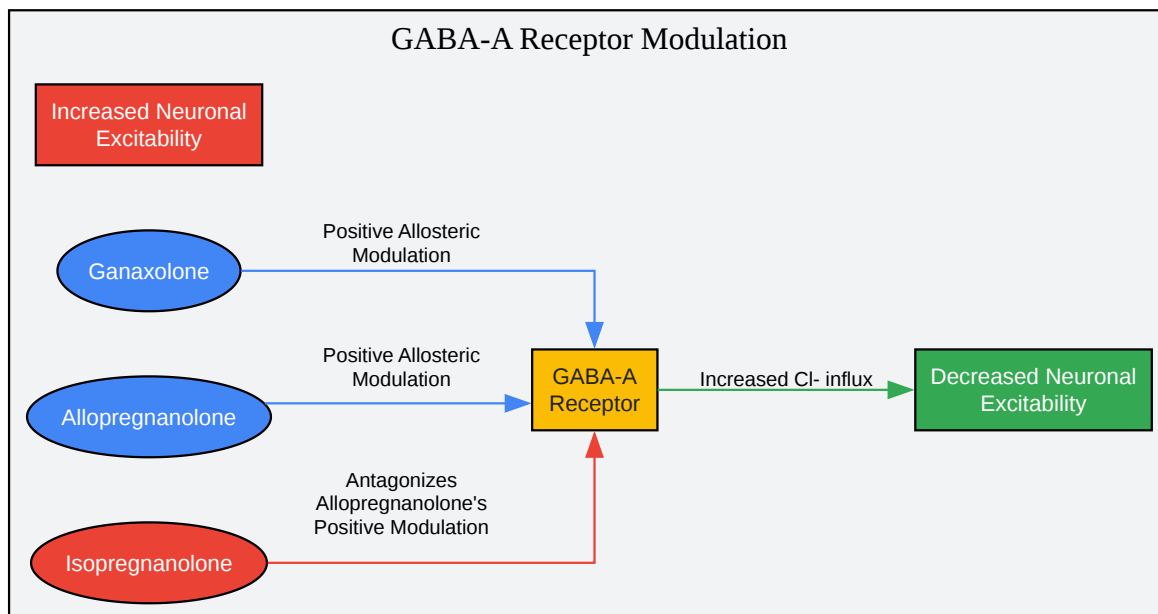 GABA-A Receptor Modulation
Increased Neuronal
Excitability
Positive Allosteric
Modulation
Ganaxolone
Positive Allosteric
Modulation
Allopregnanolone
GABA-A
Receptor
Increased Cl- influx
Decreased Neuronal
Excitability
Antagonizes
Allopregnanolone's
Positive Modulation
Isopregnanolone